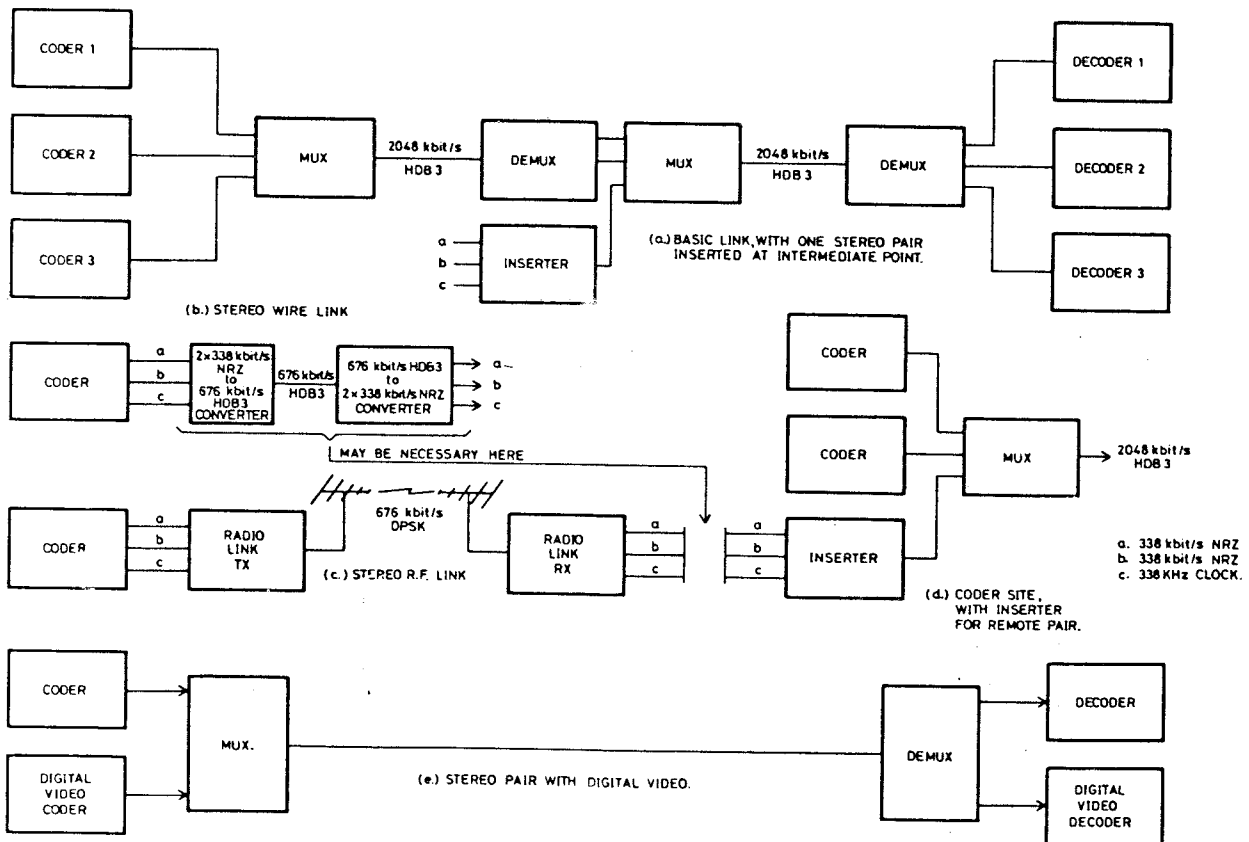 CODER 1
CODER 2
CODER 3
MUX
2048 kbit/s
HDB 3
DEMUX
MUX
2048 kbit/s
HDB 3
DEMUX
DECODER 1
DECODER 2
DECODER 3
a
b
c
INSERTER
(a.) BASIC LINK, WITH ONE STEREO PAIR
INSERTED AT INTERMEDIATE POINT.
(b.) STEREO WIRE LINK
CODER
a
b
c
2×338 kbit/s
NRZ
to
676 kbit/s
HDB3
CONVERTER
676 kbit/s
HDB3
676 kbit/s HDB3
to
2×338 kbit/s NRZ
CONVERTER
a
b
c
MAY BE NECESSARY HERE
CODER
a
b
c
RADIO
LINK
TX
676 kbit/s
DPSK
(c.) STEREO R.F. LINK
RADIO
LINK
RX
a
b
c
a
b
c
INSERTER
CODER
CODER
MUX
2048 kbit/s
HDB3
(d.) CODER SITE,
WITH INSERTER
FOR REMOTE PAIR.
a. 338 kbit/s NRZ
b. 338 kbit/s NRZ
c. 338 KHz CLOCK.
CODER
DIGITAL
VIDEO
CODER
MUX.
(e.) STEREO PAIR WITH DIGITAL VIDEO.
DEMUX
DECODER
DIGITAL
VIDEO
DECODER